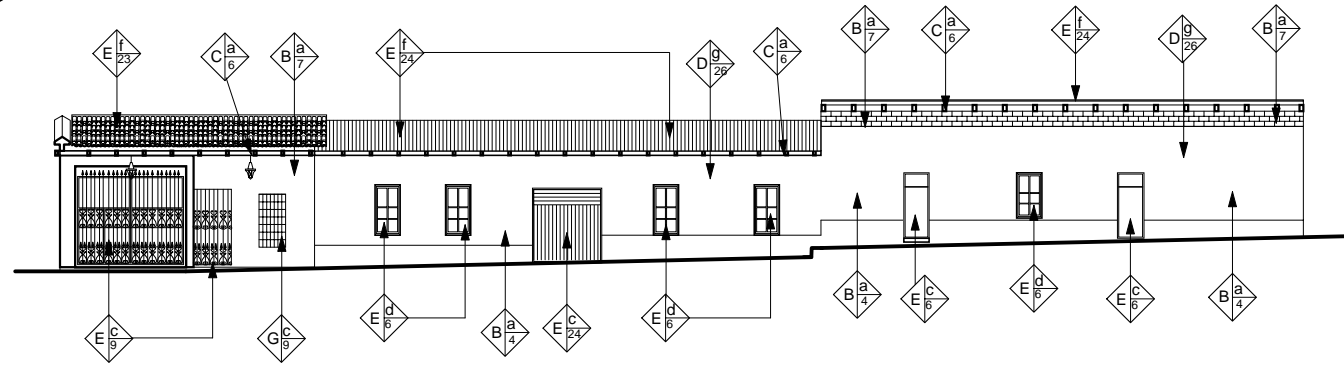 E f 23
C a 6
B a 7
E f 24
D g 26
C a 6
B a 7
C a 6
E f 24
D g 26
B a 7
E c 9
G c 9
E d 6
B a 4
E c 24
E d 6
B a 4
E c 6
E d 6
E c 6
B a 4